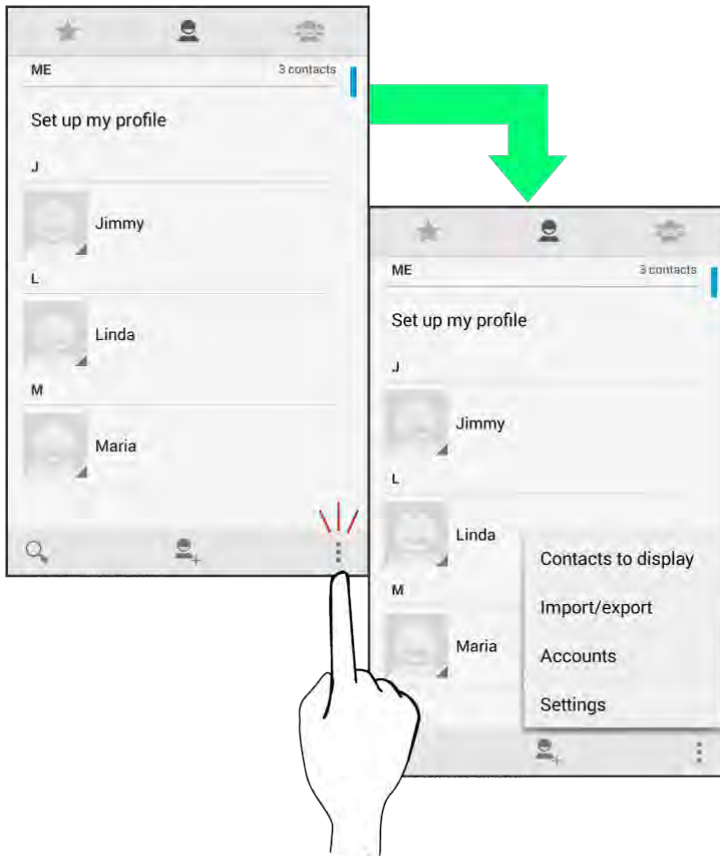 ME 3 contacts
Set up my profile
J
Jimmy
L
Linda
M
Maria
ME 3 contacts
Set up my profile
J
Jimmy
L
Linda
M
Maria
Contacts to display
Import/export
Accounts
Settings